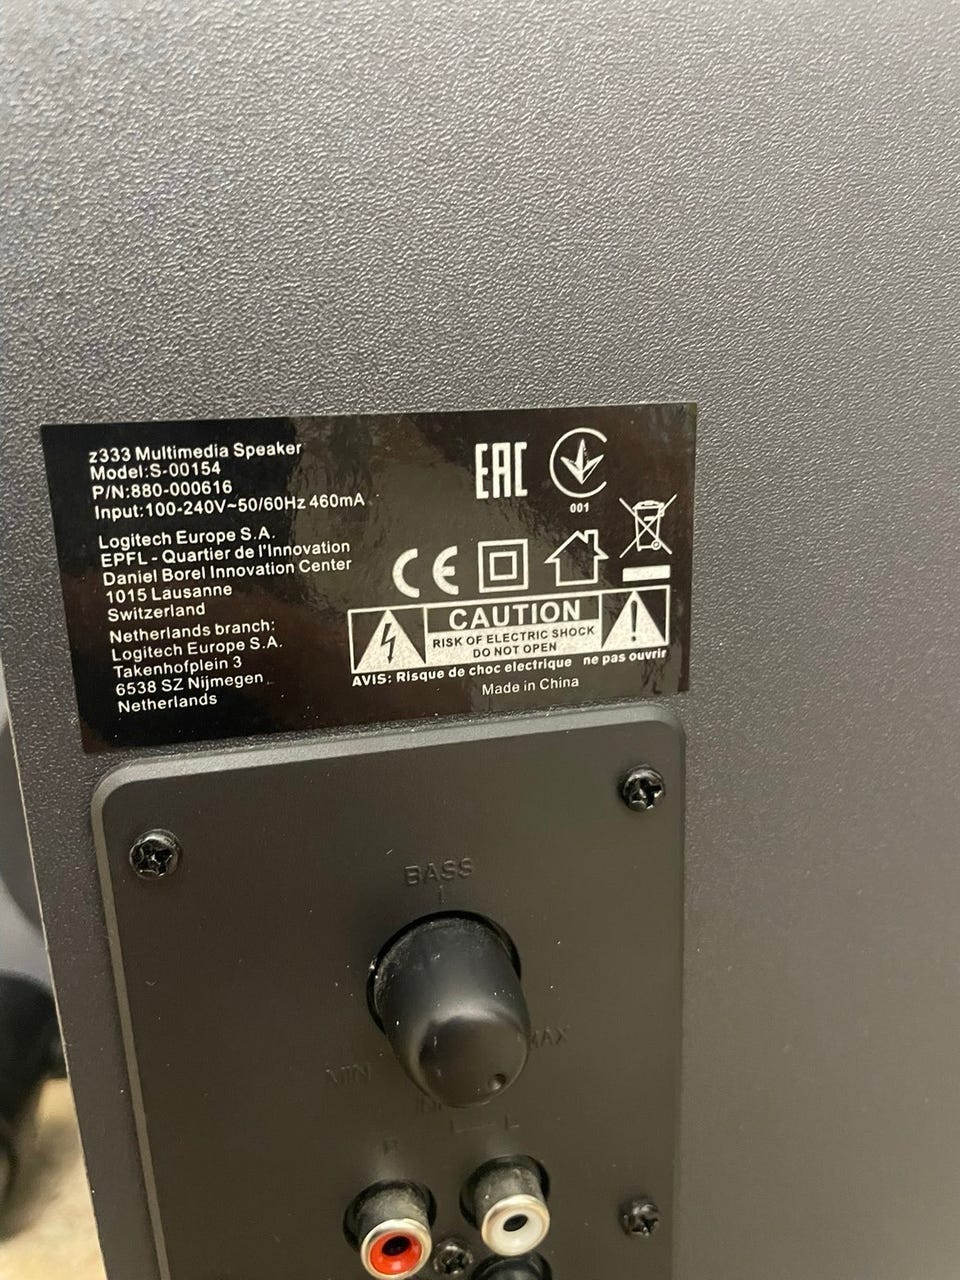 z333 Multimedia Speaker
Model:S-00154
P/N:880-000616
Input:100-240V~50/60Hz 460mA
Logitech Europe S.A.
EPFL - Quartier de l'Innovation
Daniel Borel Innovation Center
1015 Lausanne
Switzerland
Netherlands branch:
Logitech Europe S.A.
Takenhofplein 3
6538 SZ Nijmegen
Netherlands
EAC
001
CE
CAUTION
RISK OF ELECTRIC SHOCK
DO NOT OPEN
AVIS: Risque de choc electrique ne pas ouvrir
Made in China
BASS
MIN
MAX
R
L